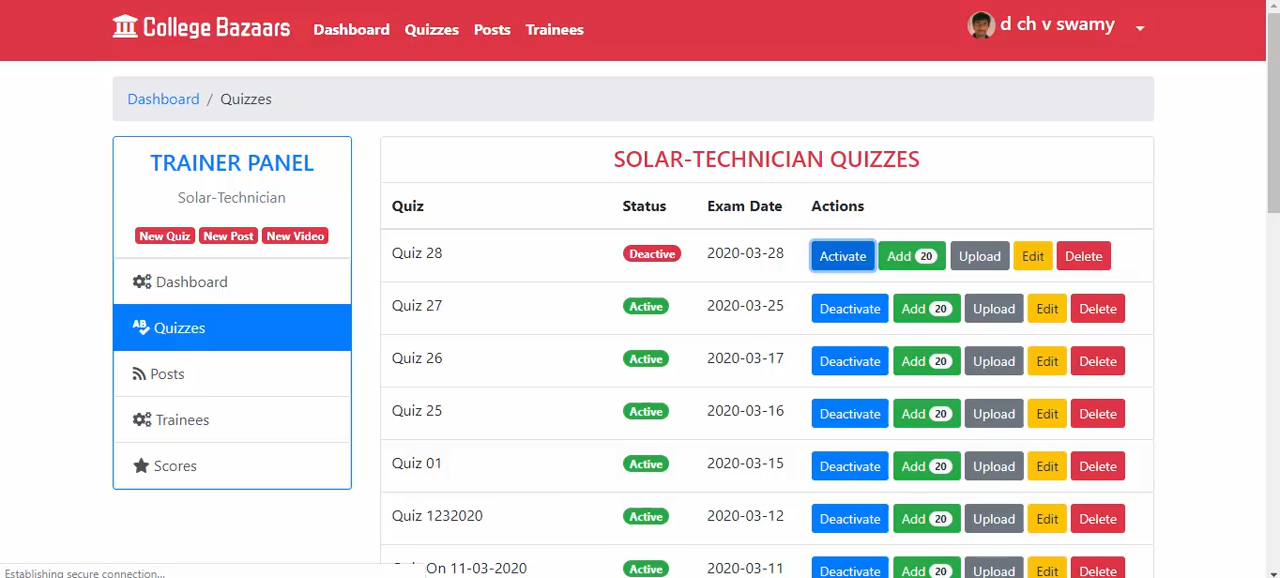 College Bazaars Dashboard Quizzes Posts Trainees d ch v swamy
Dashboard / Quizzes
TRAINER PANEL
Solar-Technician
New Quiz New Post New Video
Dashboard
Quizzes
Posts
Trainees
Scores
SOLAR-TECHNICIAN QUIZZES
Quiz Status Exam Date Actions
Quiz 28 Deactive 2020-03-28 Activate Add 20 Upload Edit Delete
Quiz 27 Active 2020-03-25 Deactivate Add 20 Upload Edit Delete
Quiz 26 Active 2020-03-17 Deactivate Add 20 Upload Edit Delete
Quiz 25 Active 2020-03-16 Deactivate Add 20 Upload Edit Delete
Quiz 01 Active 2020-03-15 Deactivate Add 20 Upload Edit Delete
Quiz 1232020 Active 2020-03-12 Deactivate Add 20 Upload Edit Delete
On 11-03-2020 Active 2020-03-11 Deactivate Add 20 Upload Edit Delete
Establishing secure connection...